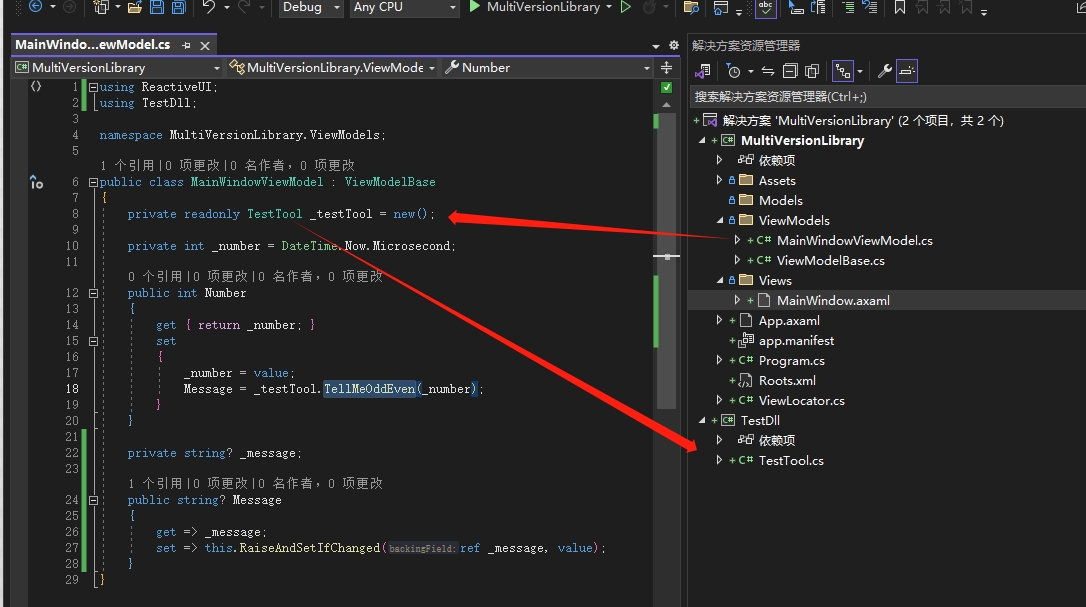 Debug
Any CPU
MultiVersionLibrary
MainWindo...ewModel.cs
MultiVersionLibrary
MultiVersionLibrary.ViewMode
Number
1 using ReactiveUI;
2 using TestDll;
3
4 namespace MultiVersionLibrary.ViewModels;
5
1 个引用|0 项更改|0 名作者，0 项更改
6 public class MainWindowViewModel : ViewModelBase
7 {
8 private readonly TestTool _testTool = new();
9
10 private int _number = DateTime.Now.Microsecond;
11
0 个引用|0 项更改|0 名作者，0 项更改
12 public int Number
13 {
14 get { return _number; }
15 set
16 {
17 _number = value;
18 Message = _testTool.TellMeOddEven(_number);
19 }
20 }
21
22 private string? _message;
23
1 个引用|0 项更改|0 名作者，0 项更改
24 public string? Message
25 {
26 get => _message;
27 set => this.RaiseAndSetIfChanged(backingField: ref _message, value);
28 }
29 }
解决方案资源管理器
搜索解决方案资源管理器(Ctrl+;)
解决方案 'MultiVersionLibrary' (2 个项目，共 2 个)
MultiVersionLibrary
依赖项
Assets
Models
ViewModels
C# MainWindowViewModel.cs
C# ViewModelBase.cs
Views
MainWindow.axaml
App.axaml
app.manifest
C# Program.cs
Roots.xml
C# ViewLocator.cs
TestDll
依赖项
C# TestTool.cs